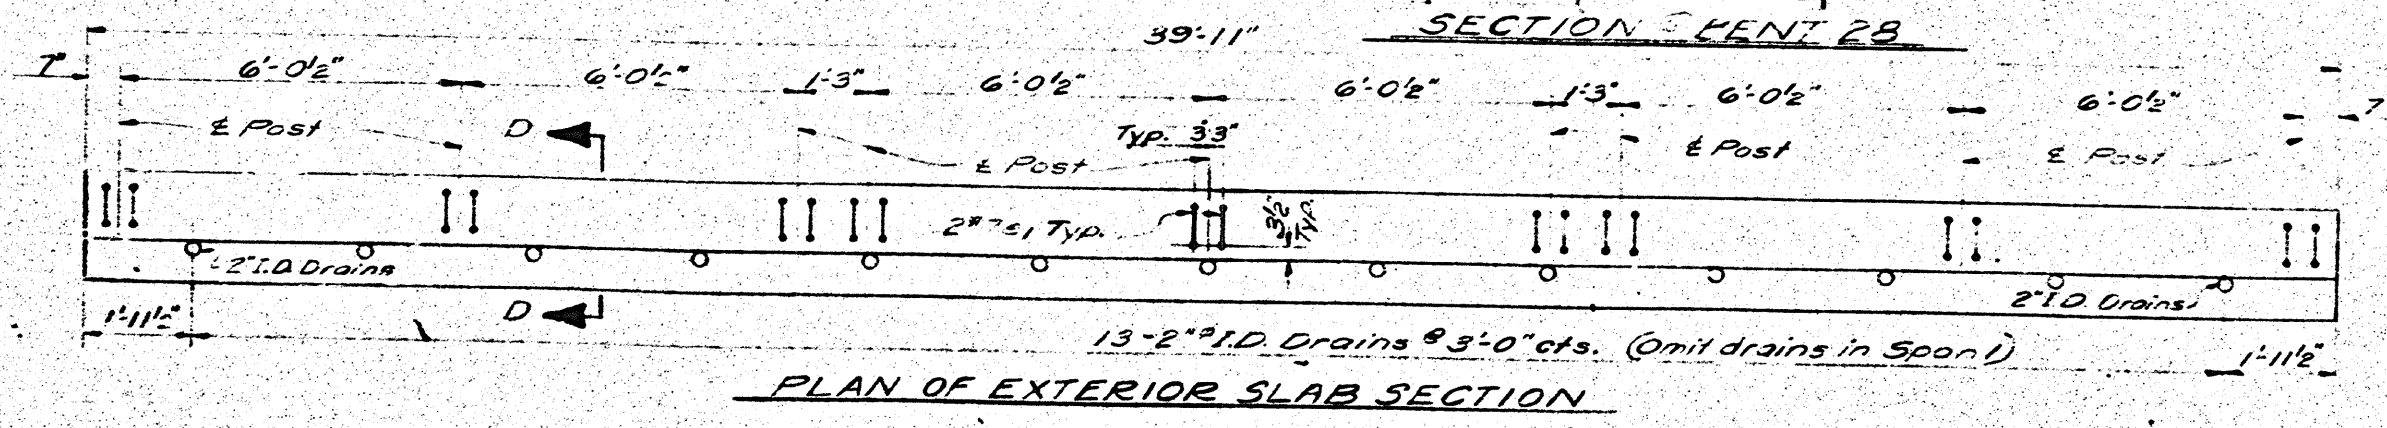 SECTION BENT 28
39'-11"
7" 6'-0½" 6'-0½" 1'-3" 6'-0½" 6'-0½" 1'-3" 6'-0½" 6'-0½" 7
℄ Post D Typ. 33" ℄ Post ℄ Post
℄ Post
2" Typ. 3½" Typ.
2" I.D. Drains 2" I.D. Drains
1'-11½" D
13-2"ø I.D. Drains @ 3'-0" cts. (Omit drains in Span 1) 1'-11½"
PLAN OF EXTERIOR SLAB SECTION